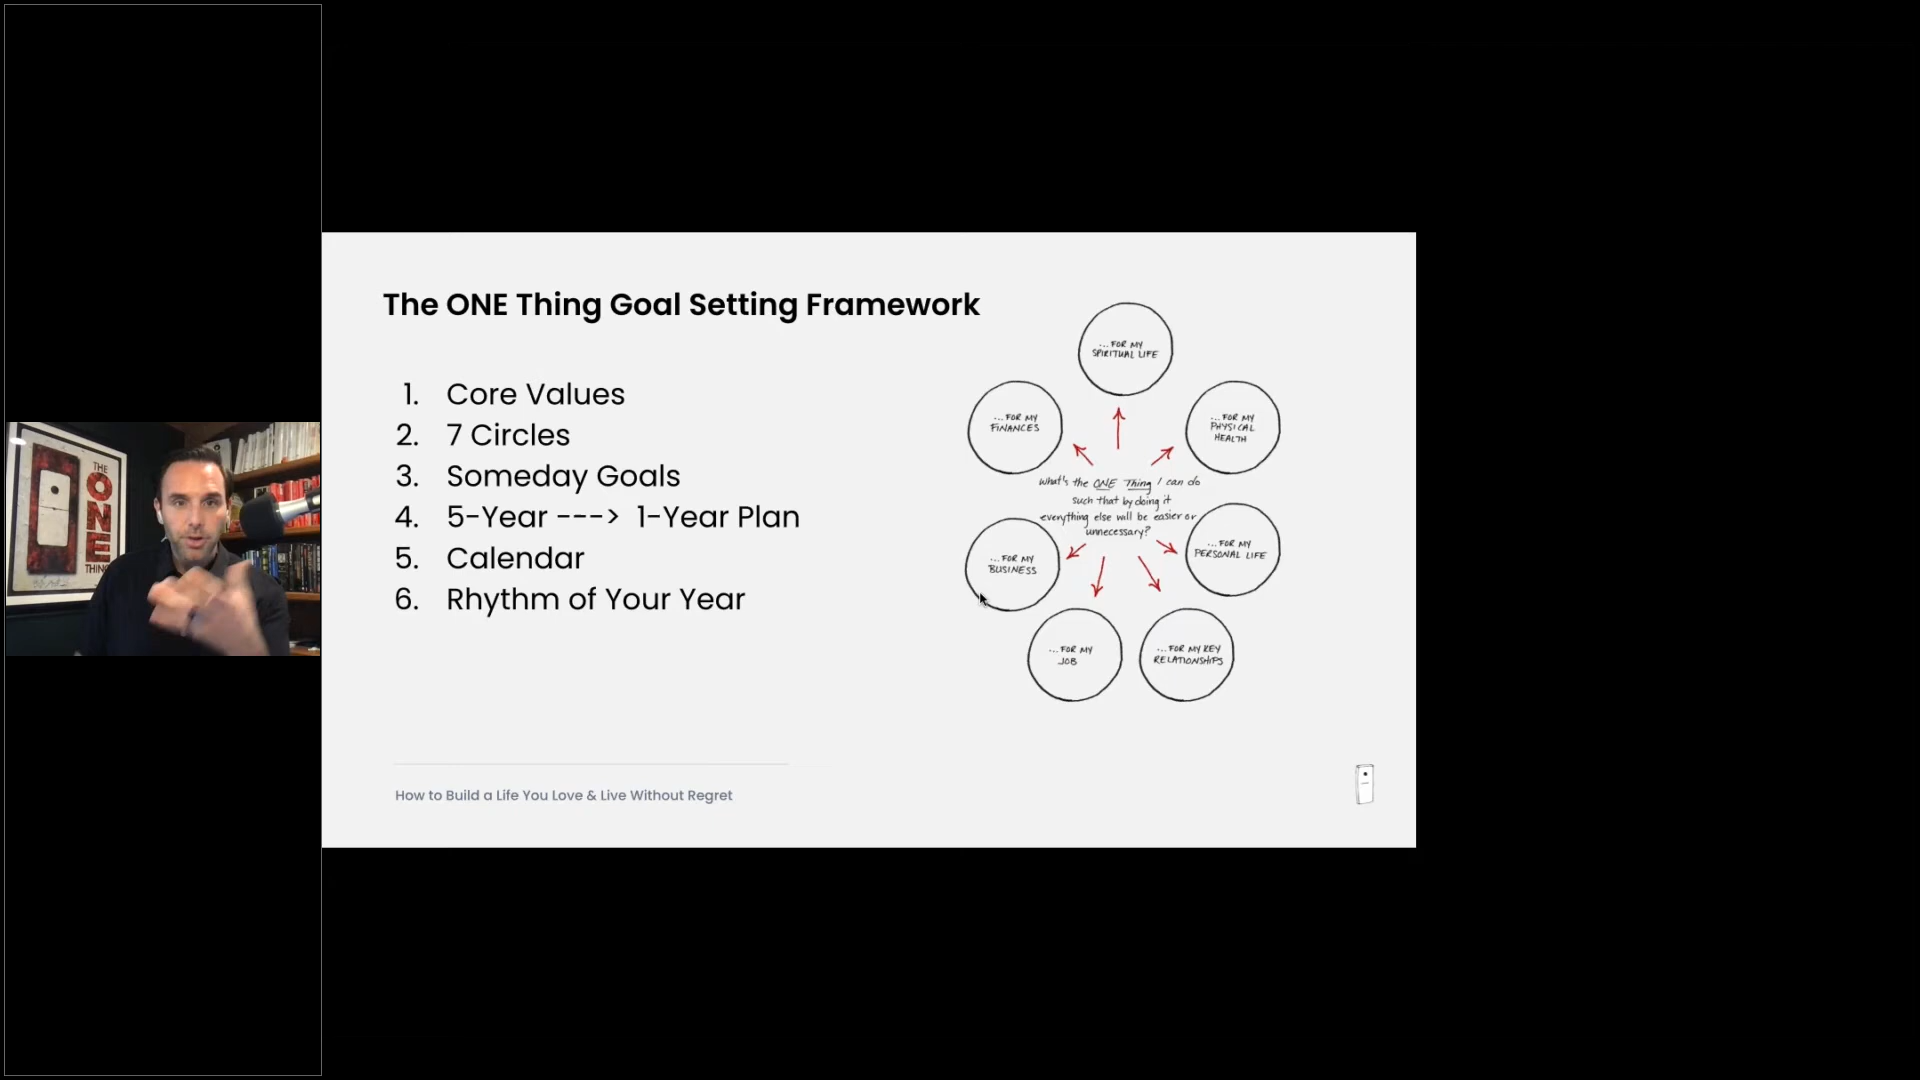 THE
ONE
THING
The ONE Thing Goal Setting Framework
1. Core Values
2. 7 Circles
3. Someday Goals
4. 5-Year ---> 1-Year Plan
5. Calendar
6. Rhythm of Your Year
...FOR MY
SPIRITUAL LIFE
...FOR MY
FINANCES
...FOR MY
PHYSICAL
HEALTH
What's the ONE Thing I can do
such that by doing it
everything else will be easier or
unnecessary?
...FOR MY
BUSINESS
...FOR MY
PERSONAL LIFE
...FOR MY
JOB
...FOR MY KEY
RELATIONSHIPS
How to Build a Life You Love & Live Without Regret